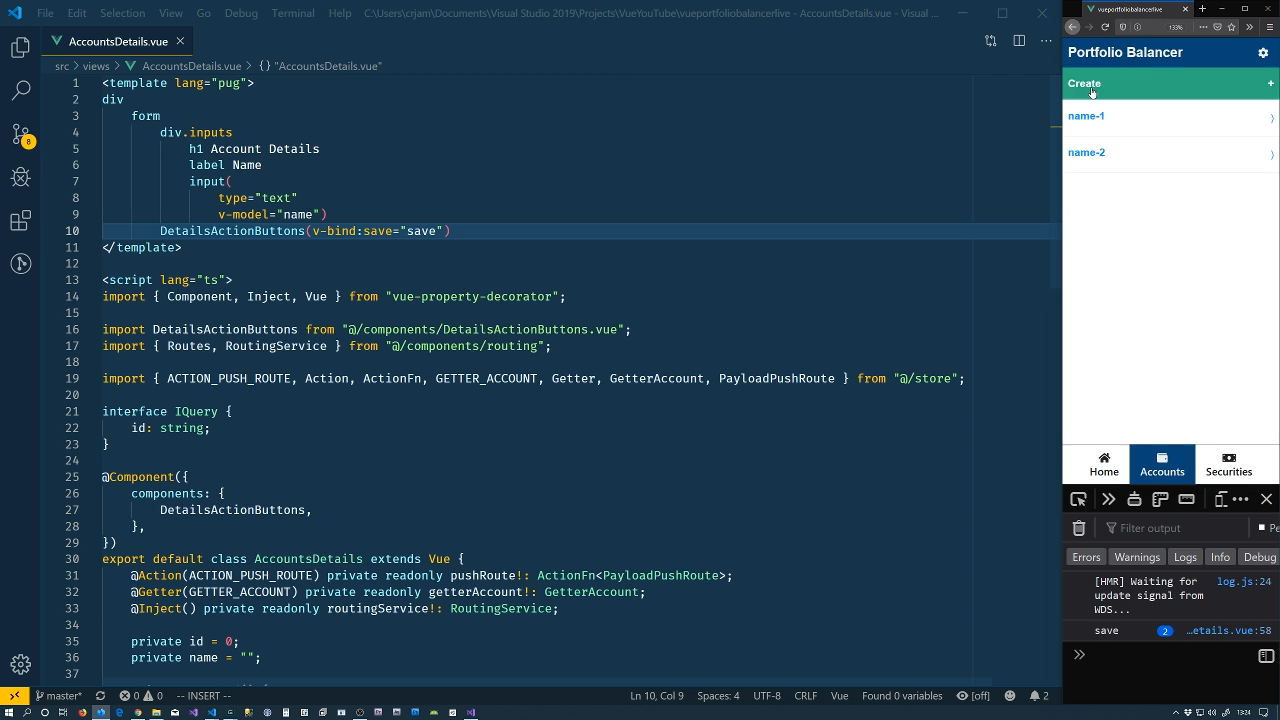 File Edit Selection View Go Debug Terminal Help C:\Users\crjam\Documents\Visual Studio 2019\Projects\VueYouTube\vueportfoliobalancerlive - AccountsDetails.vue - Visual ...
AccountsDetails.vue
src > views > AccountsDetails.vue > {} "AccountsDetails.vue"
1 <template lang="pug">
2 div
3 form
4 div.inputs
5 h1 Account Details
6 label Name
7 input(
8 type="text"
9 v-model="name")
10 DetailsActionButtons(v-bind:save="save")
11 </template>
12
13 <script lang="ts">
14 import { Component, Inject, Vue } from "vue-property-decorator";
15
16 import DetailsActionButtons from "@/components/DetailsActionButtons.vue";
17 import { Routes, RoutingService } from "@/components/routing";
18
19 import { ACTION_PUSH_ROUTE, Action, ActionFn, GETTER_ACCOUNT, Getter, GetterAccount, PayloadPushRoute } from "@/store";
20
21 interface IQuery {
22 id: string;
23 }
24
25 @Component({
26 components: {
27 DetailsActionButtons,
28 },
29 })
30 export default class AccountsDetails extends Vue {
31 @Action(ACTION_PUSH_ROUTE) private readonly pushRoute!: ActionFn<PayloadPushRoute>;
32 @Getter(GETTER_ACCOUNT) private readonly getterAccount!: GetterAccount;
33 @Inject() private readonly routingService!: RoutingService;
34
35 private id = 0;
36 private name = "";
37
8
master* 0 0 -- INSERT -- Ln 10, Col 9 Spaces: 4 UTF-8 CRLF Vue Found 0 variables [off] 2
vueportfoliobalancerlive
133%
Portfolio Balancer
Create +
name-1
name-2
Home Accounts Securities
Filter output Pe
Errors Warnings Logs Info Debug
[HMR] Waiting for log.js:24
update signal from
WDS...
save 2 …etails.vue:58
13:24